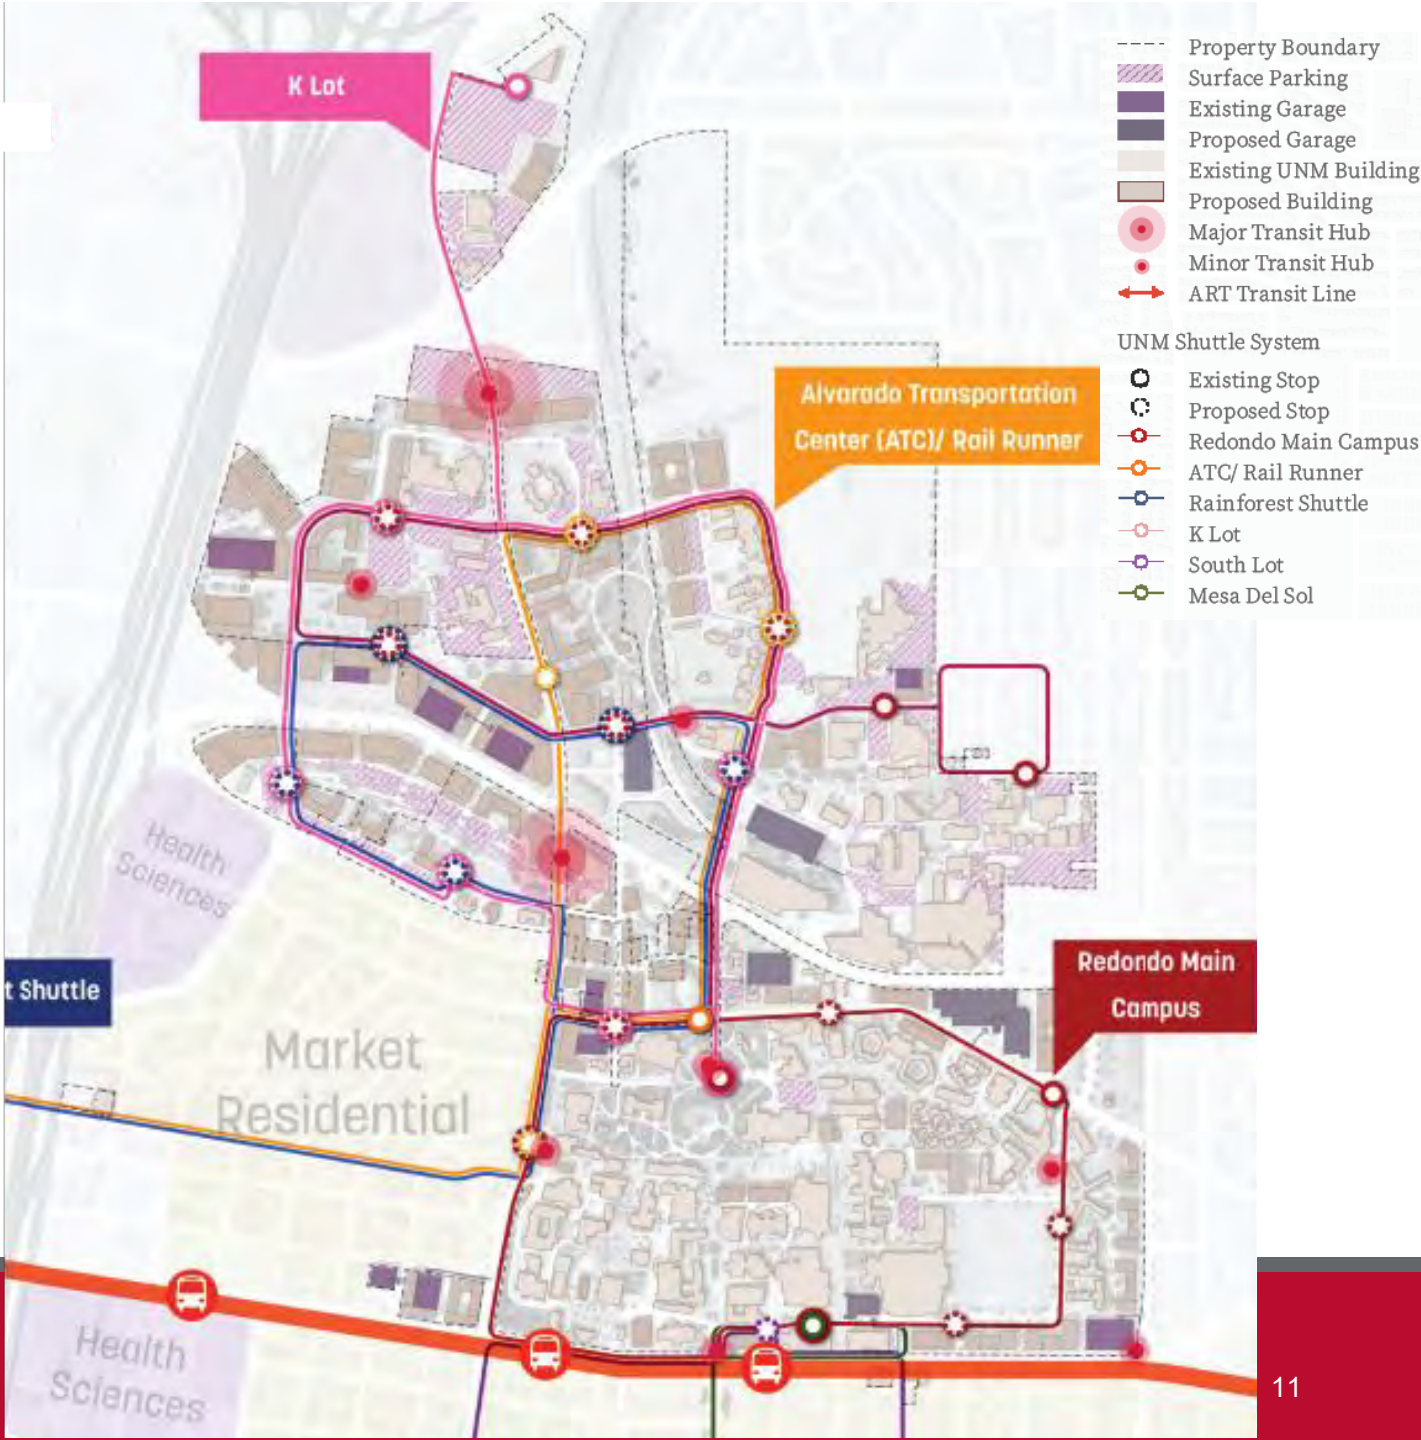 K Lot
Alvarado Transportation
Center (ATC)/ Rail Runner
Property Boundary
Surface Parking
Existing Garage
Proposed Garage
Existing UNM Building
Proposed Building
Major Transit Hub
Minor Transit Hub
ART Transit Line
UNM Shuttle System
Existing Stop
Proposed Stop
Redondo Main Campus
ATC/ Rail Runner
Rainforest Shuttle
K Lot
South Lot
Mesa Del Sol
Health
Sciences
t Shuttle
Redondo Main
Campus
Market
Residential
Health
Sciences
11